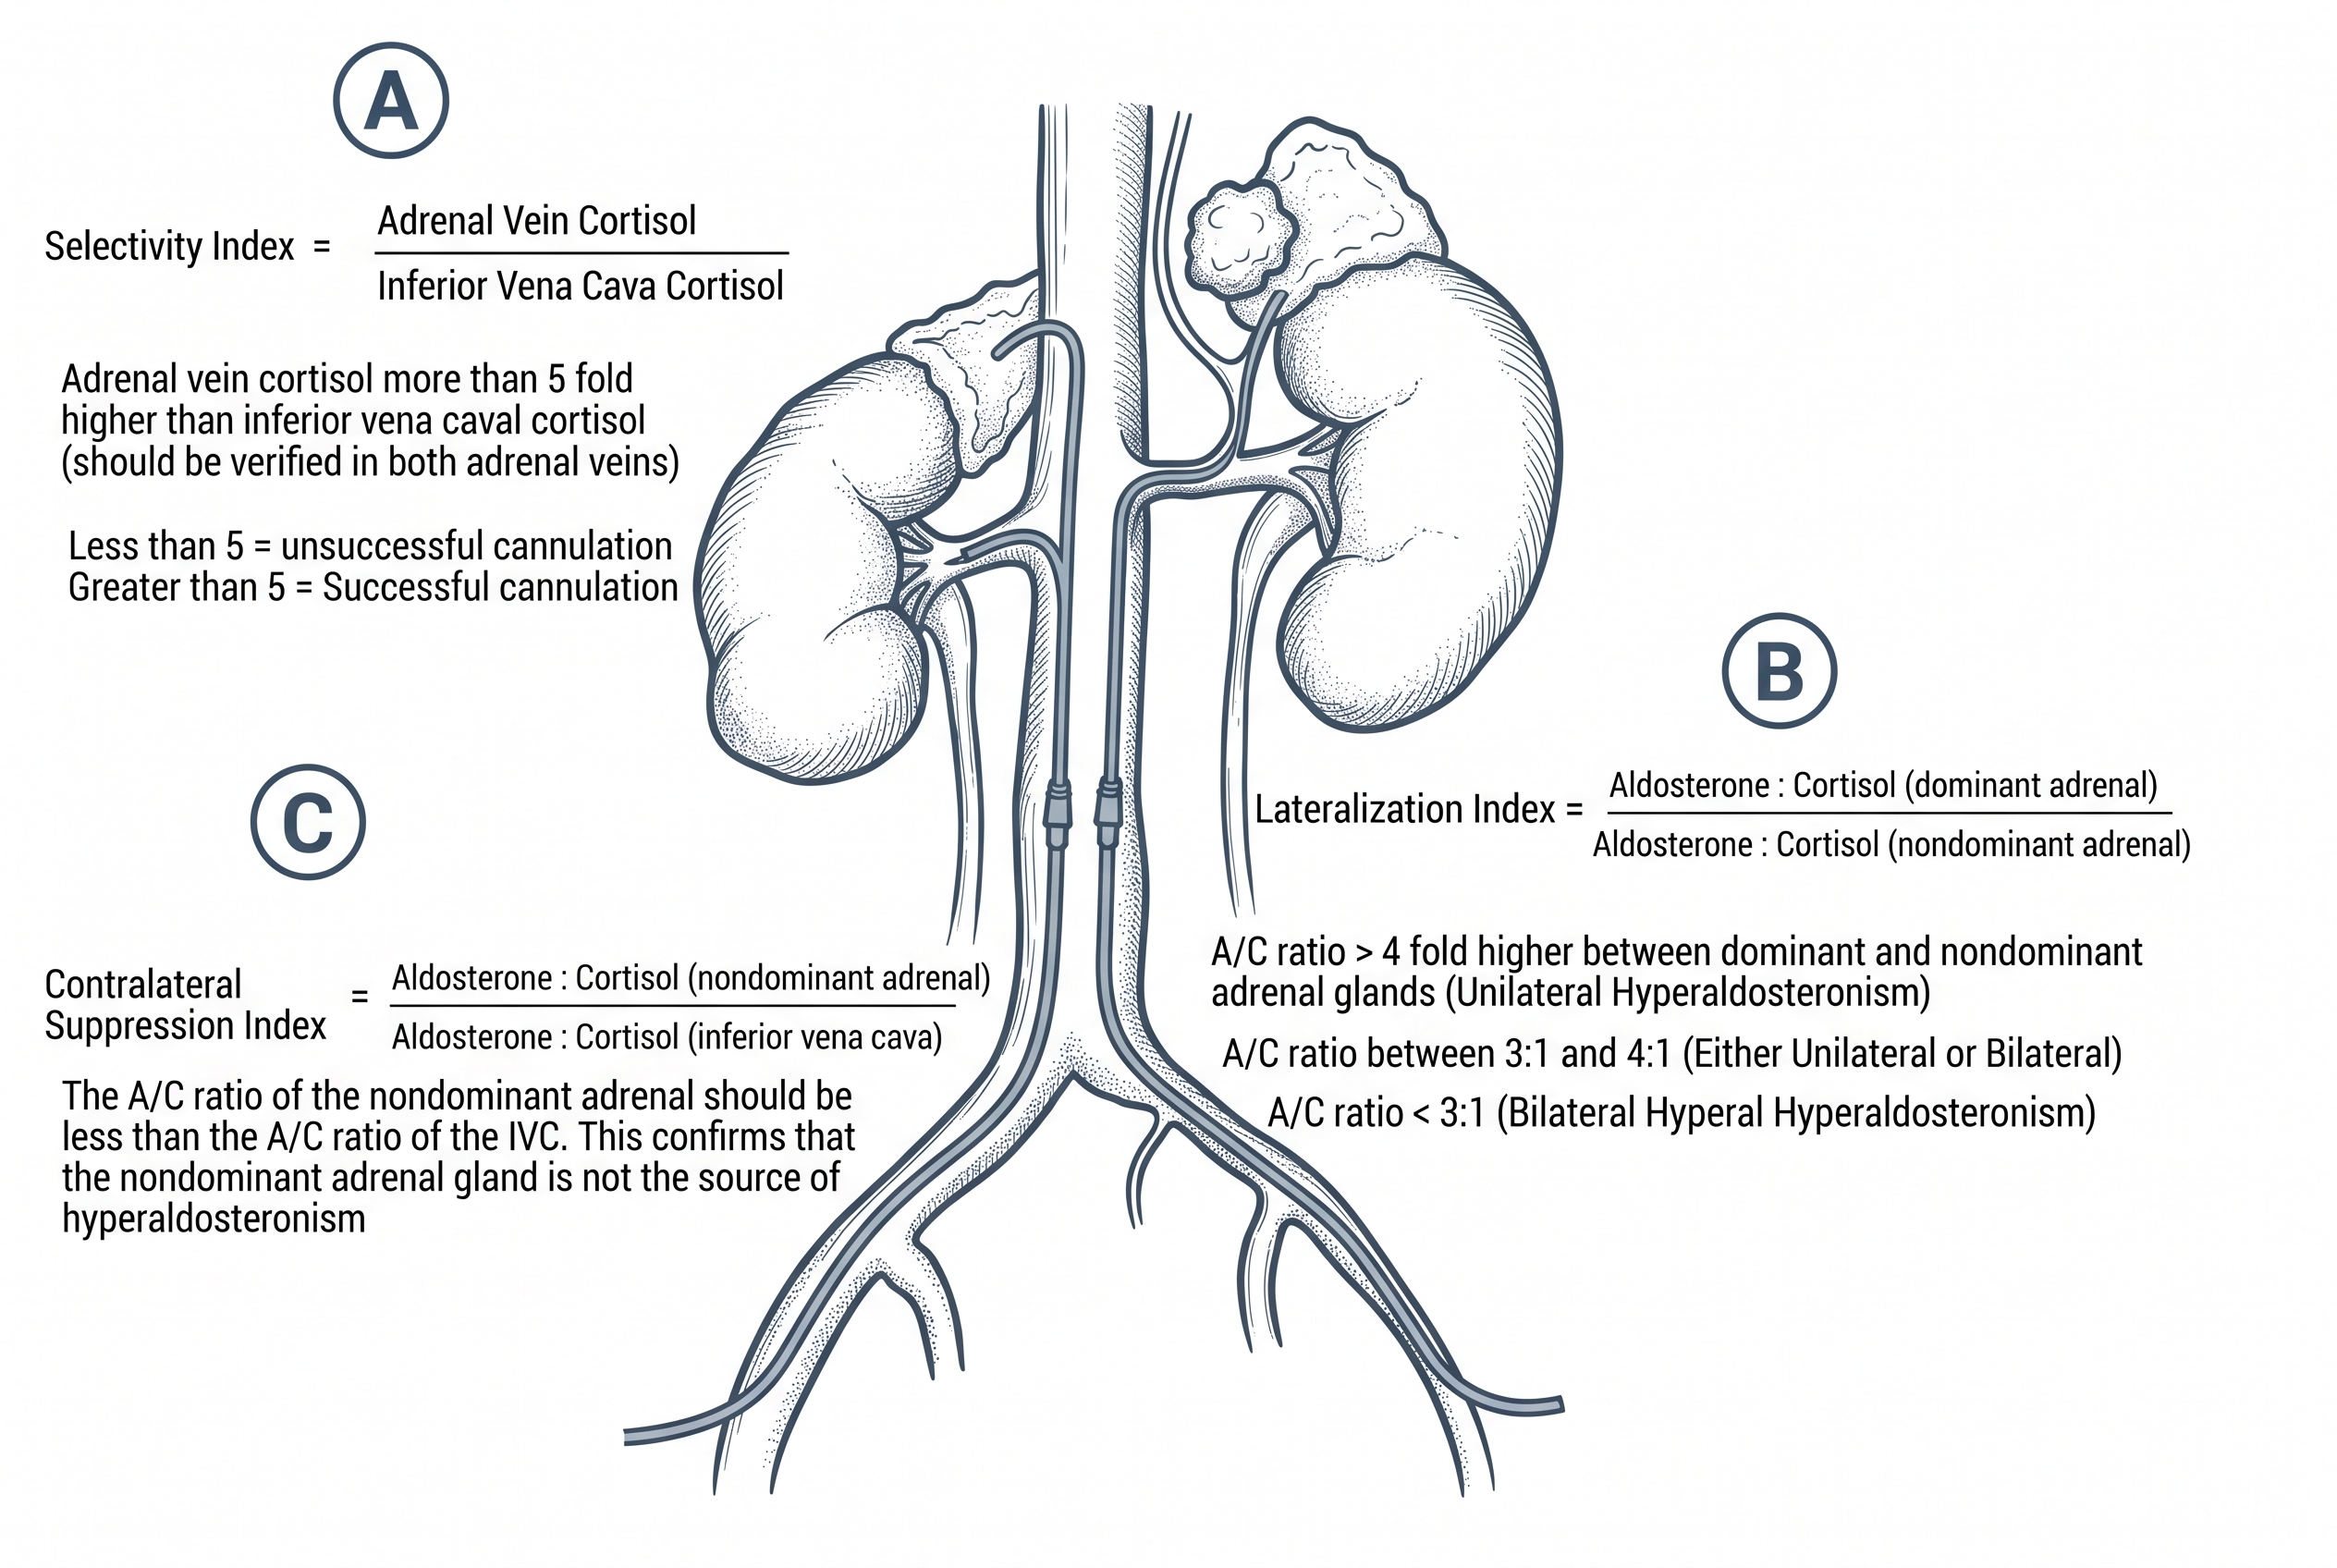 A
Selectivity Index =
Adrenal Vein Cortisol
Inferior Vena Cava Cortisol
Adrenal vein cortisol more than 5 fold
higher than inferior vena caval cortisol
(should be verified in both adrenal veins)
Less than 5 = unsuccessful cannulation
Greater than 5 = Successful cannulation
B
Lateralization Index =
Aldosterone : Cortisol (dominant adrenal)
Aldosterone : Cortisol (nondominant adrenal)
A/C ratio > 4 fold higher between dominant and nondominant
adrenal glands (Unilateral Hyperaldosteronism)
A/C ratio between 3:1 and 4:1 (Either Unilateral or Bilateral)
A/C ratio < 3:1 (Bilateral Hyperal Hyperaldosteronism)
C
Contralateral
Suppression Index
=
Aldosterone : Cortisol (nondominant adrenal)
Aldosterone : Cortisol (inferior vena cava)
The A/C ratio of the nondominant adrenal should be
less than the A/C ratio of the IVC. This confirms that
the nondominant adrenal gland is not the source of
hyperaldosteronism